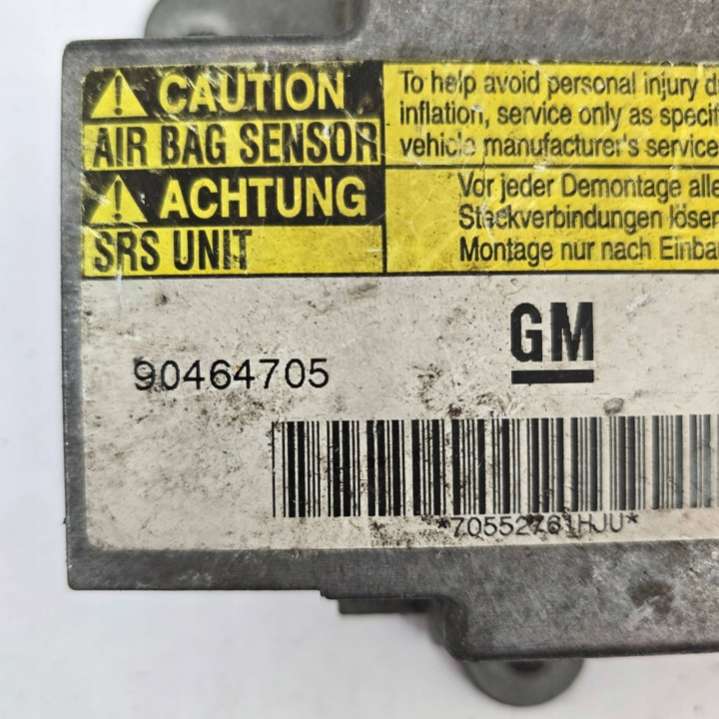 CAUTION
AIR BAG SENSOR
ACHTUNG
SRS UNIT
To help avoid personal injury
inflation, service only as
vehicle manufacturer's service
Vor jeder Demontage
Steckverbindungen
Montage nur nach
90464705
GM
*70552761HJU*